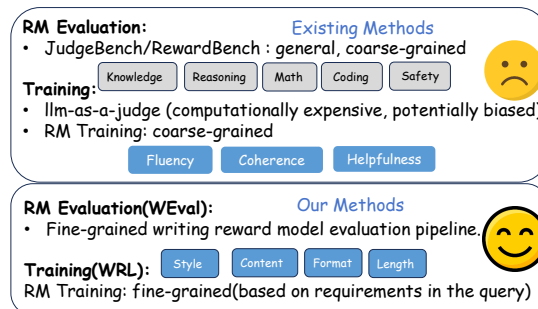 RM Evaluation: Existing Methods
• JudgeBench/RewardBench : general, coarse-grained
Knowledge Reasoning Math Coding Safety
Training:
• llm-as-a-judge (computationally expensive, potentially biased)
• RM Training: coarse-grained
Fluency Coherence Helpfulness
RM Evaluation(WEval): Our Methods
• Fine-grained writing reward model evaluation pipeline.
Training(WRL): Style Content Format Length
RM Training: fine-grained(based on requirements in the query)